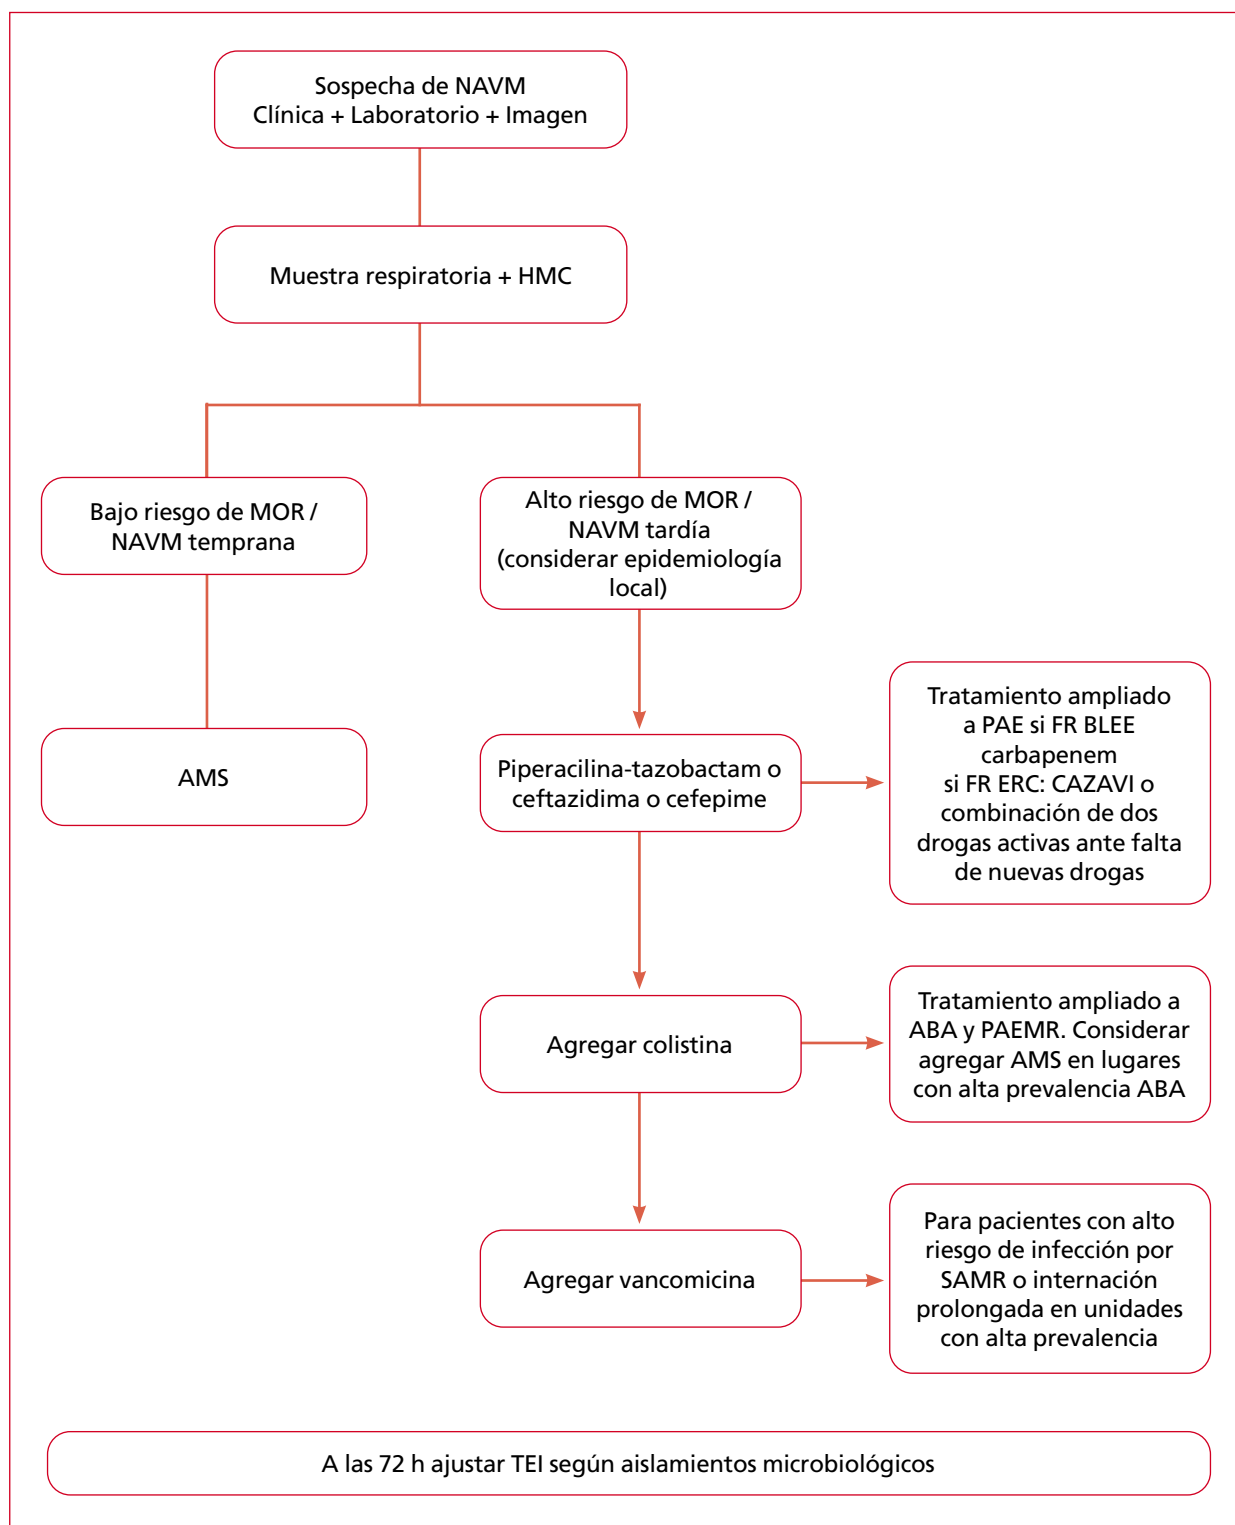 Sospecha de NAVM
Clínica + Laboratorio + Imagen
Muestra respiratoria + HMC
Bajo riesgo de MOR /
NAVM temprana
Alto riesgo de MOR /
NAVM tardía
(considerar epidemiología
local)
AMS
Piperacilina-tazobactam o
ceftazidima o cefepime
Tratamiento ampliado
a PAE si FR BLEE
carbapenem
si FR ERC: CAZAVI o
combinación de dos
drogas activas ante falta
de nuevas drogas
Agregar colistina
Tratamiento ampliado a
ABA y PAEMR. Considerar
agregar AMS en lugares
con alta prevalencia ABA
Agregar vancomicina
Para pacientes con alto
riesgo de infección por
SAMR o internación
prolongada en unidades
con alta prevalencia
A las 72 h ajustar TEI según aislamientos microbiológicos